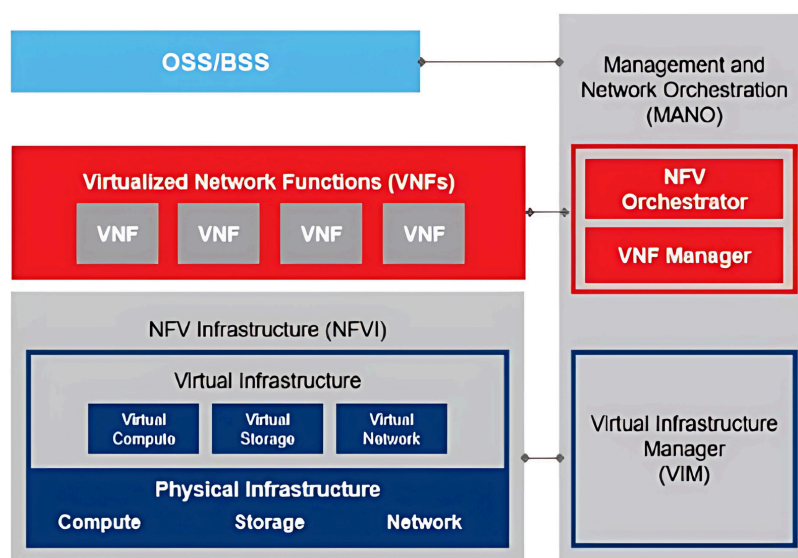 OSS/BSS
Management and
Network Orchestration
(MANO)
Virtualized Network Functions (VNFs)
VNF VNF VNF VNF
NFV
Orchestrator
VNF Manager
NFV Infrastructure (NFVI)
Virtual Infrastructure
Virtual
Compute
Virtual
Storage
Virtual
Network
Physical Infrastructure
Compute Storage Network
Virtual Infrastructure
Manager
(VIM)